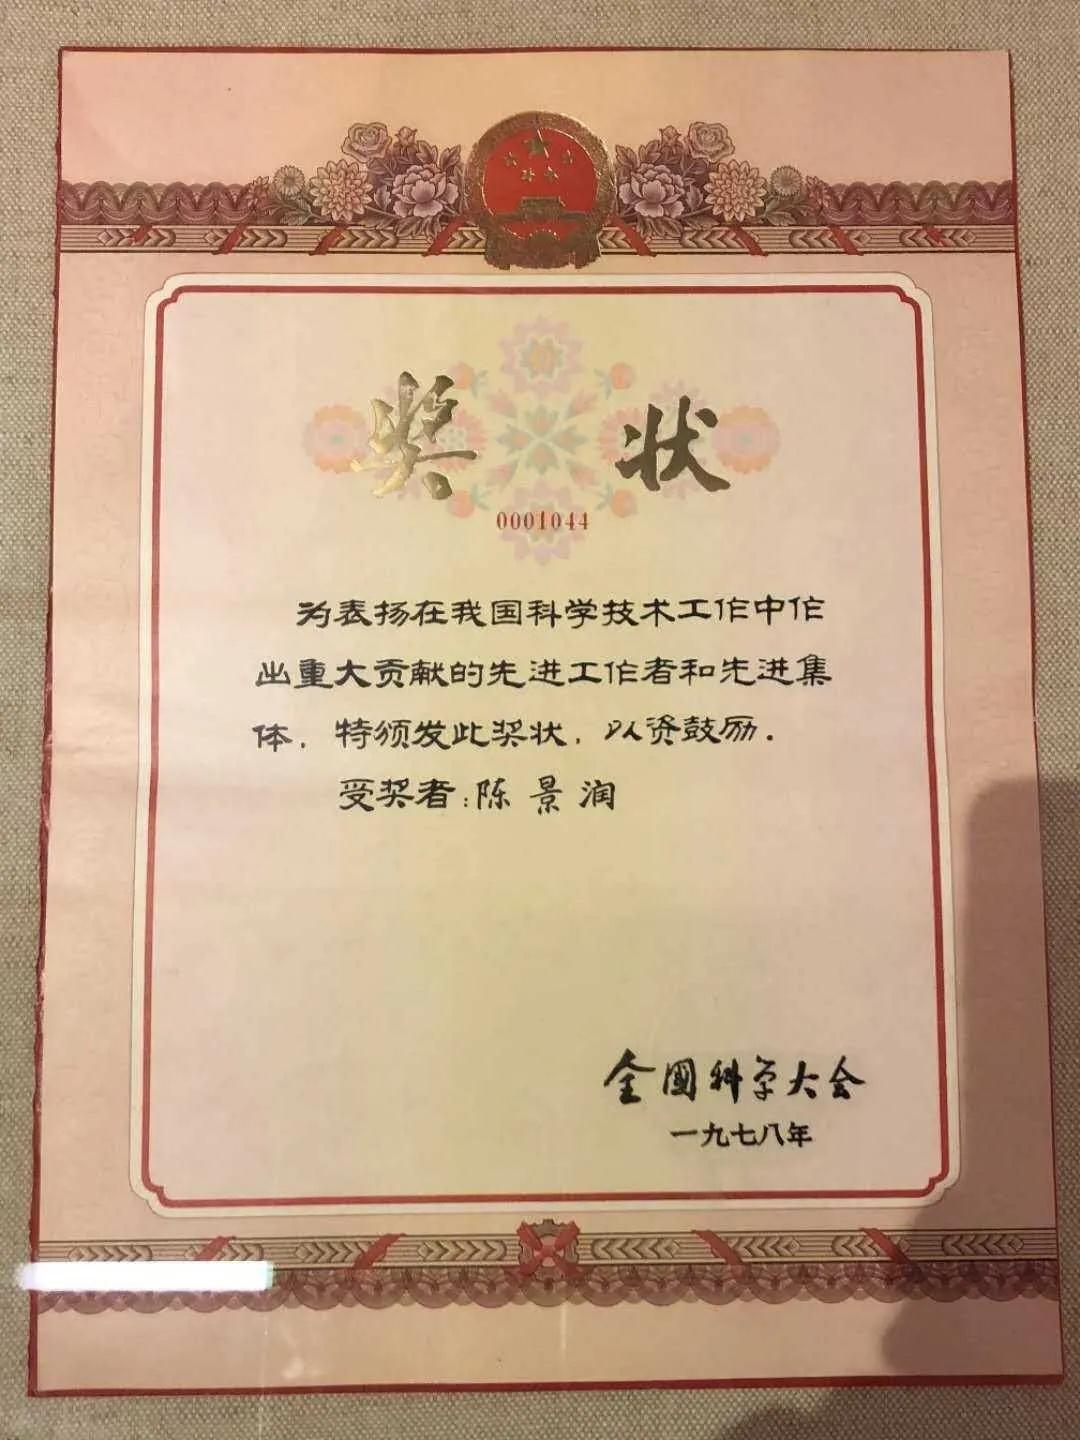 奖状
0001044
为表扬在我国科学技术工作中作
出重大贡献的先进工作者和先进集
体，特颁发此奖状，以资鼓励.
受奖者:陈景润
全國科学大会
一九七八年